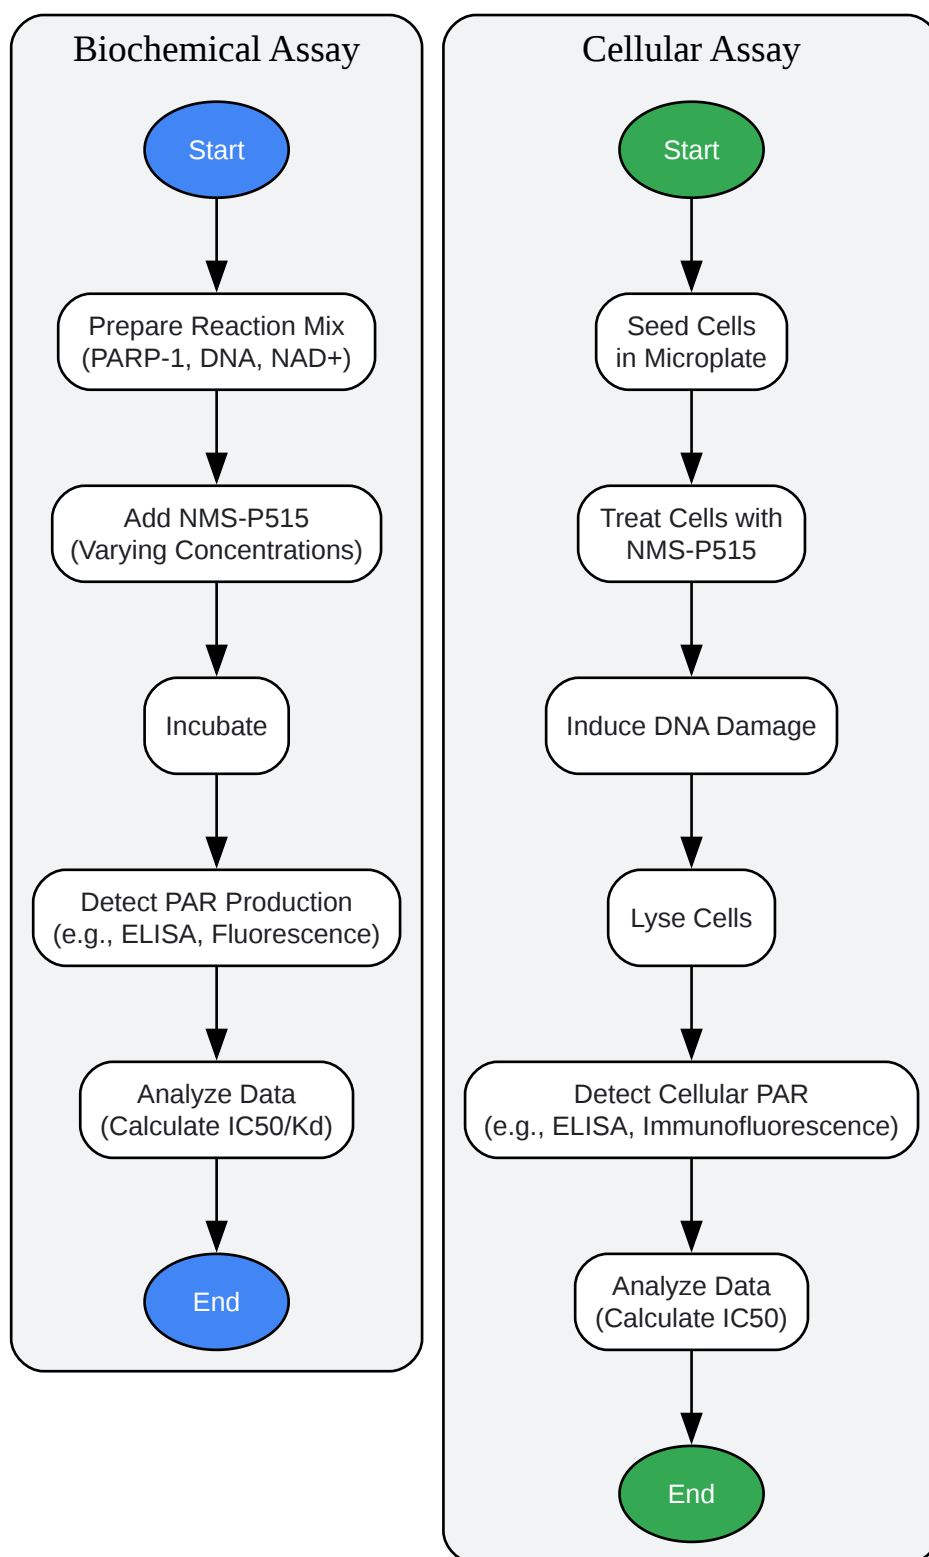 Biochemical Assay
Start
Prepare Reaction Mix
(PARP-1, DNA, NAD+)
Add NMS-P515
(Varying Concentrations)
Incubate
Detect PAR Production
(e.g., ELISA, Fluorescence)
Analyze Data
(Calculate IC50/Kd)
End
Cellular Assay
Start
Seed Cells
in Microplate
Treat Cells with
NMS-P515
Induce DNA Damage
Lyse Cells
Detect Cellular PAR
(e.g., ELISA, Immunofluorescence)
Analyze Data
(Calculate IC50)
End